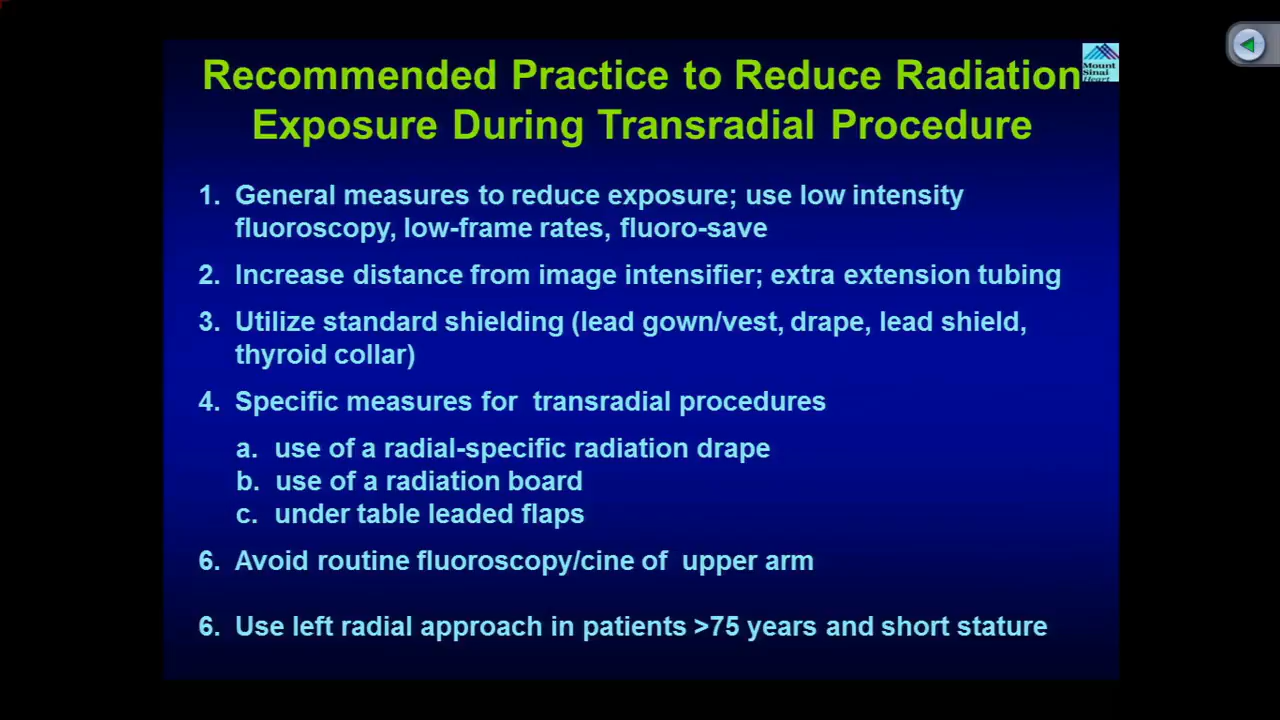 Recommended Practice to Reduce Radiation
Exposure During Transradial Procedure
Mount
Sinai
Heart
1. General measures to reduce exposure; use low intensity
fluoroscopy, low-frame rates, fluoro-save
2. Increase distance from image intensifier; extra extension tubing
3. Utilize standard shielding (lead gown/vest, drape, lead shield,
thyroid collar)
4. Specific measures for transradial procedures
a. use of a radial-specific radiation drape
b. use of a radiation board
c. under table leaded flaps
6. Avoid routine fluoroscopy/cine of upper arm
6. Use left radial approach in patients >75 years and short stature